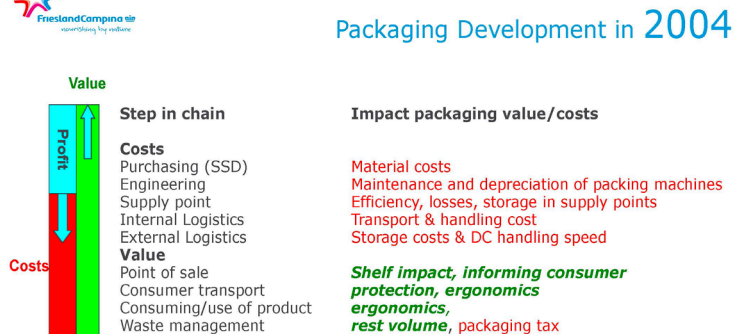 FrieslandCampina
nourishing by nature
Packaging Development in 2004
Value
Step in chain Impact packaging value/costs
Profit
Costs
Purchasing (SSD) Material costs
Engineering Maintenance and depreciation of packing machines
Supply point Efficiency, losses, storage in supply points
Internal Logistics Transport & handling cost
External Logistics Storage costs & DC handling speed
Value
Costs
Point of sale Shelf impact, informing consumer
Consumer transport protection, ergonomics
Consuming/use of product ergonomics,
Waste management rest volume, packaging tax